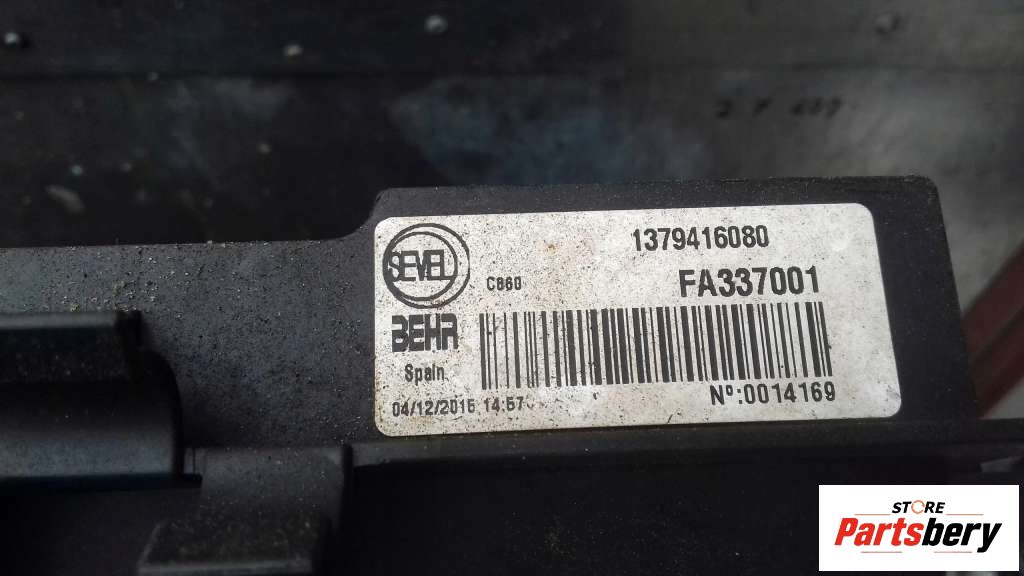 1379416080
SEVEL
C860
FA337001
BEHR
Spain
04/12/2015 14:57
Nº:0014169
STORE
Partsbery